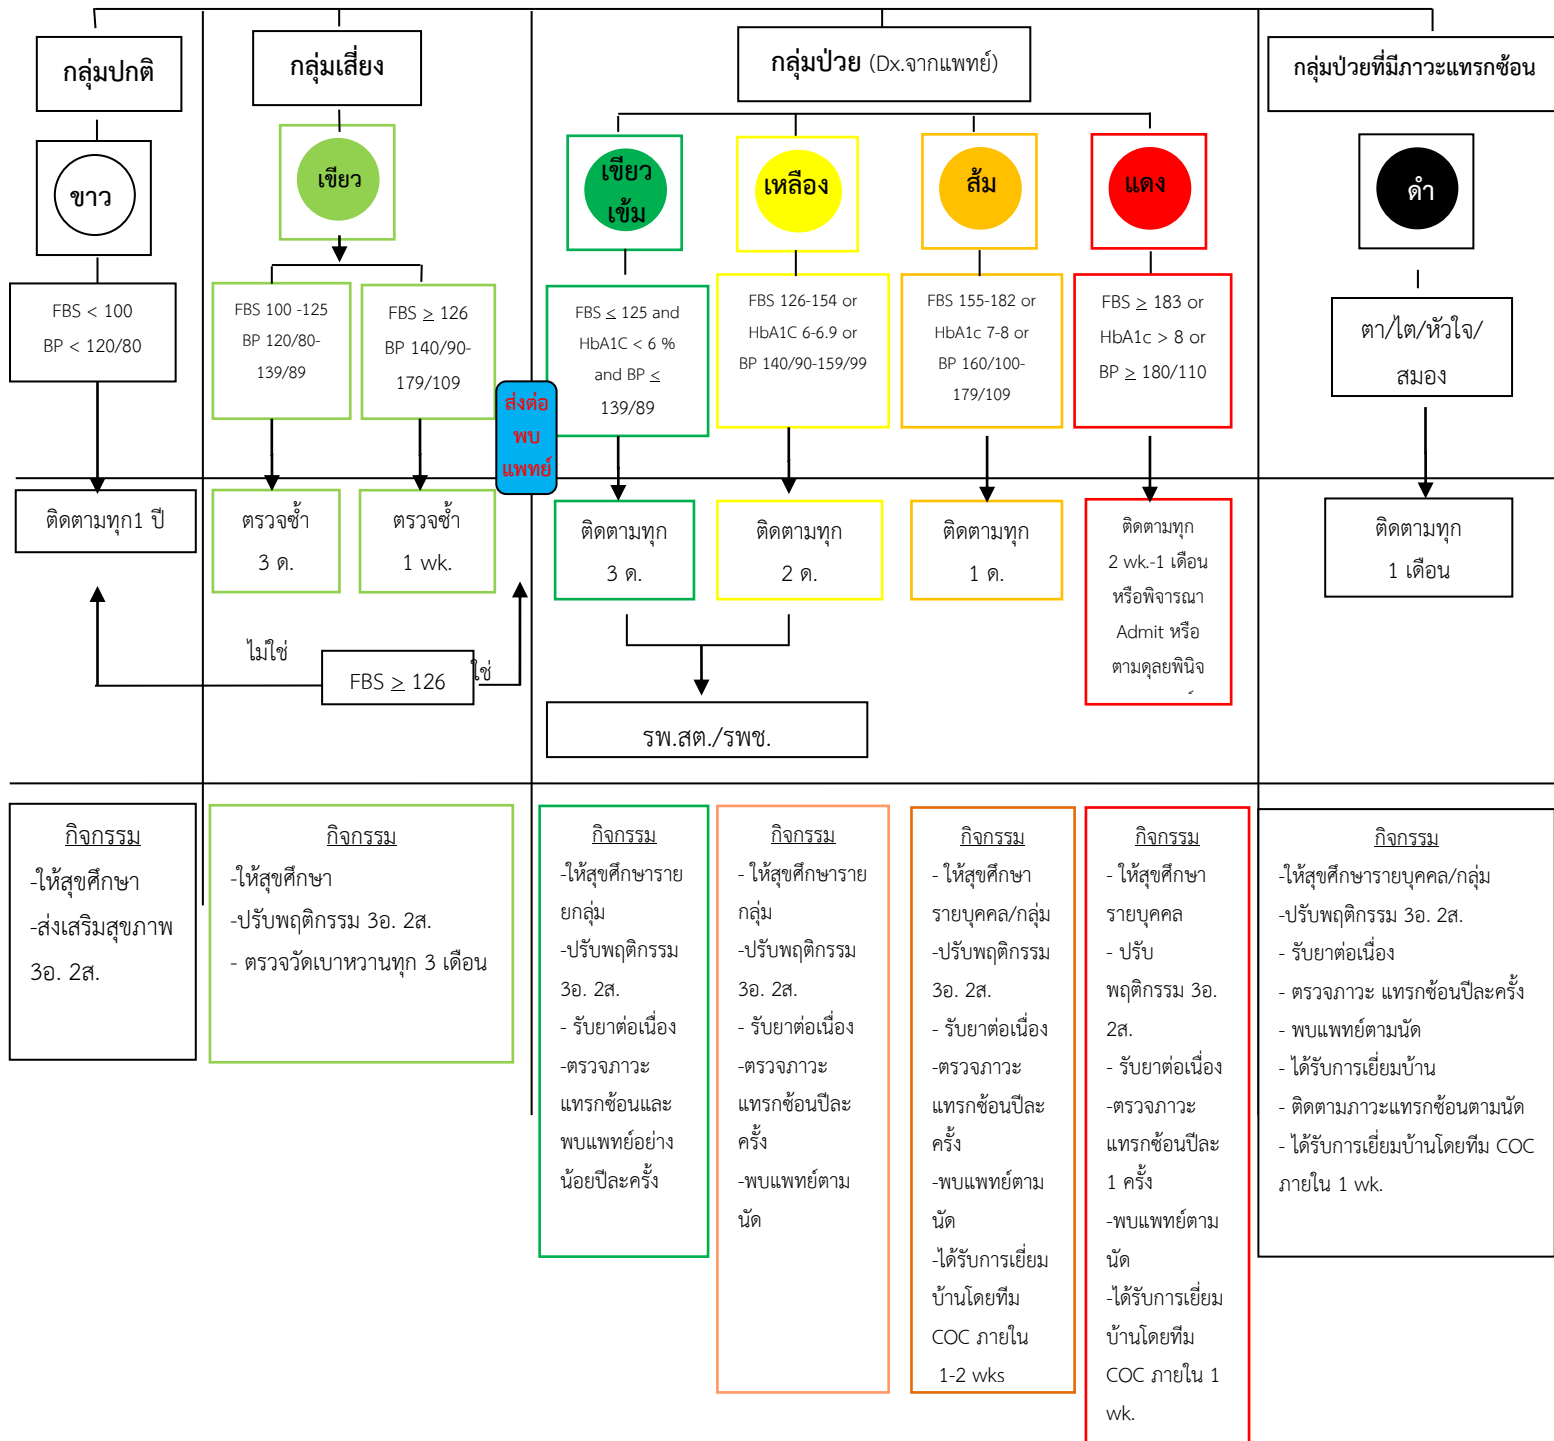 กลุ่มปกติ
กลุ่มเสี่ยง
กลุ่มป่วย (Dx.จากแพทย์)
กลุ่มป่วยที่มีภาวะแทรกซ้อน
ขาว
เขียว
เขียว
เข้ม
เหลือง
ส้ม
แดง
ดำ
FBS < 100
BP < 120/80
FBS 100 -125
BP 120/80-
139/89
FBS ≥ 126
BP 140/90-
179/109
ส่งต่อ
พบ
แพทย์
FBS ≤ 125 and
HbA1C < 6 %
and BP ≤
139/89
FBS 126-154 or
HbA1C 6-6.9 or
BP 140/90-159/99
FBS 155-182 or
HbA1c 7-8 or
BP 160/100-
179/109
FBS ≥ 183 or
HbA1c > 8 or
BP ≥ 180/110
ตา/ไต/หัวใจ/
สมอง
ติดตามทุก1 ปี
ตรวจซ้ำ
3 ด.
ตรวจซ้ำ
1 wk.
ติดตามทุก
3 ด.
ติดตามทุก
2 ด.
ติดตามทุก
1 ด.
ติดตามทุก
2 wk.-1 เดือน
หรือพิจารณา
Admit หรือ
ตามดุลยพินิจ
ติดตามทุก
1 เดือน
ไม่ใช่
FBS ≥ 126
ใช่
รพ.สต./รพช.
กิจกรรม
-ให้สุขศึกษา
-ส่งเสริมสุขภาพ
3อ. 2ส.
กิจกรรม
-ให้สุขศึกษา
-ปรับพฤติกรรม 3อ. 2ส.
- ตรวจวัดเบาหวานทุก 3 เดือน
กิจกรรม
-ให้สุขศึกษาราย
ยกลุ่ม
-ปรับพฤติกรรม
3อ. 2ส.
- รับยาต่อเนื่อง
-ตรวจภาวะ
แทรกซ้อนและ
พบแพทย์อย่าง
น้อยปีละครั้ง
กิจกรรม
- ให้สุขศึกษาราย
กลุ่ม
-ปรับพฤติกรรม
3อ. 2ส.
- รับยาต่อเนื่อง
-ตรวจภาวะ
แทรกซ้อนปีละ
ครั้ง
-พบแพทย์ตาม
นัด
กิจกรรม
- ให้สุขศึกษา
รายบุคคล/กลุ่ม
-ปรับพฤติกรรม
3อ. 2ส.
- รับยาต่อเนื่อง
-ตรวจภาวะ
แทรกซ้อนปีละ
ครั้ง
-พบแพทย์ตาม
นัด
-ได้รับการเยี่ยม
บ้านโดยทีม
COC ภายใน
1-2 wks
กิจกรรม
- ให้สุขศึกษา
รายบุคคล
- ปรับ
พฤติกรรม 3อ.
2ส.
- รับยาต่อเนื่อง
-ตรวจภาวะ
แทรกซ้อนปีละ
1 ครั้ง
-พบแพทย์ตาม
นัด
-ได้รับการเยี่ยม
บ้านโดยทีม
COC ภายใน 1
wk.
กิจกรรม
-ให้สุขศึกษารายบุคคล/กลุ่ม
-ปรับพฤติกรรม 3อ. 2ส.
- รับยาต่อเนื่อง
- ตรวจภาวะ แทรกซ้อนปีละครั้ง
- พบแพทย์ตามนัด
- ได้รับการเยี่ยมบ้าน
- ติดตามภาวะแทรกซ้อนตามนัด
- ได้รับการเยี่ยมบ้านโดยทีม COC
ภายใน 1 wk.